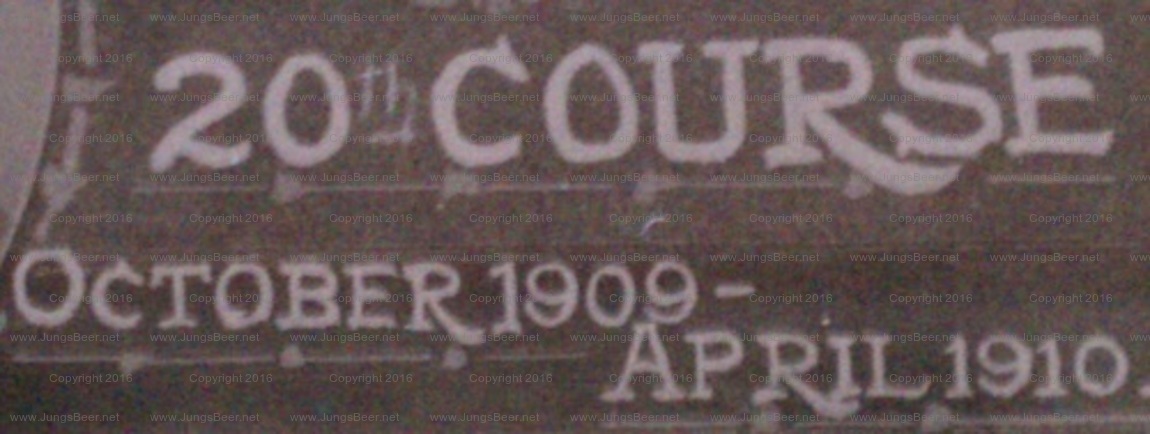 20th COURSE
OCTOBER 1909-
APRIL 1910.